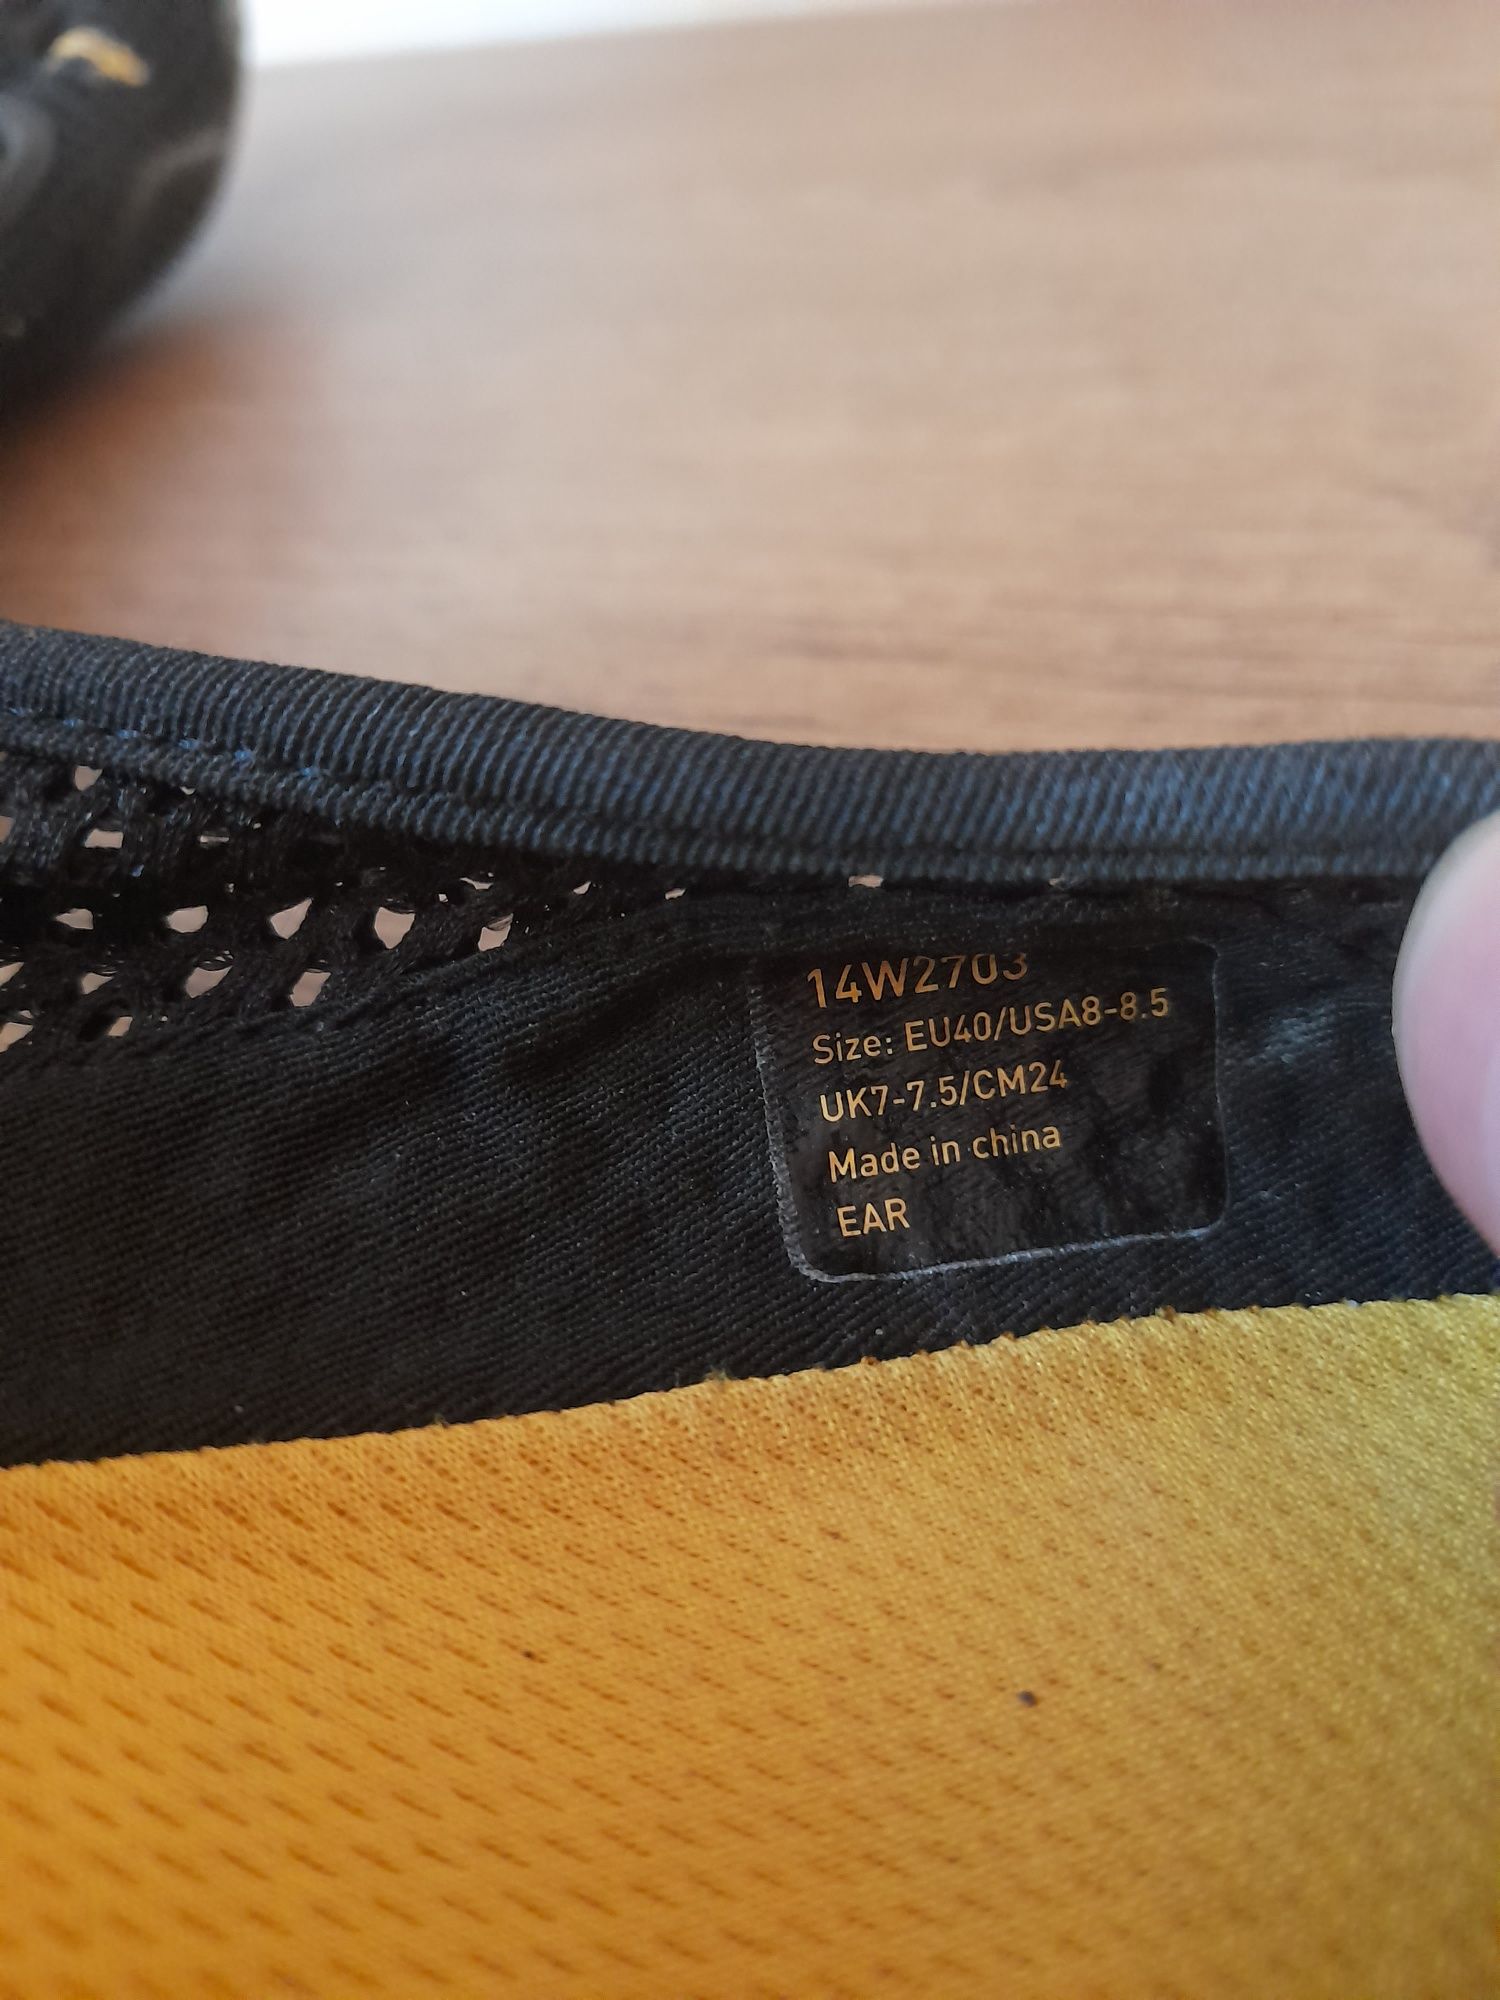 14W2703
Size: EU40/USA8-8.5
UK7-7.5/CM24
Made in china
EAR